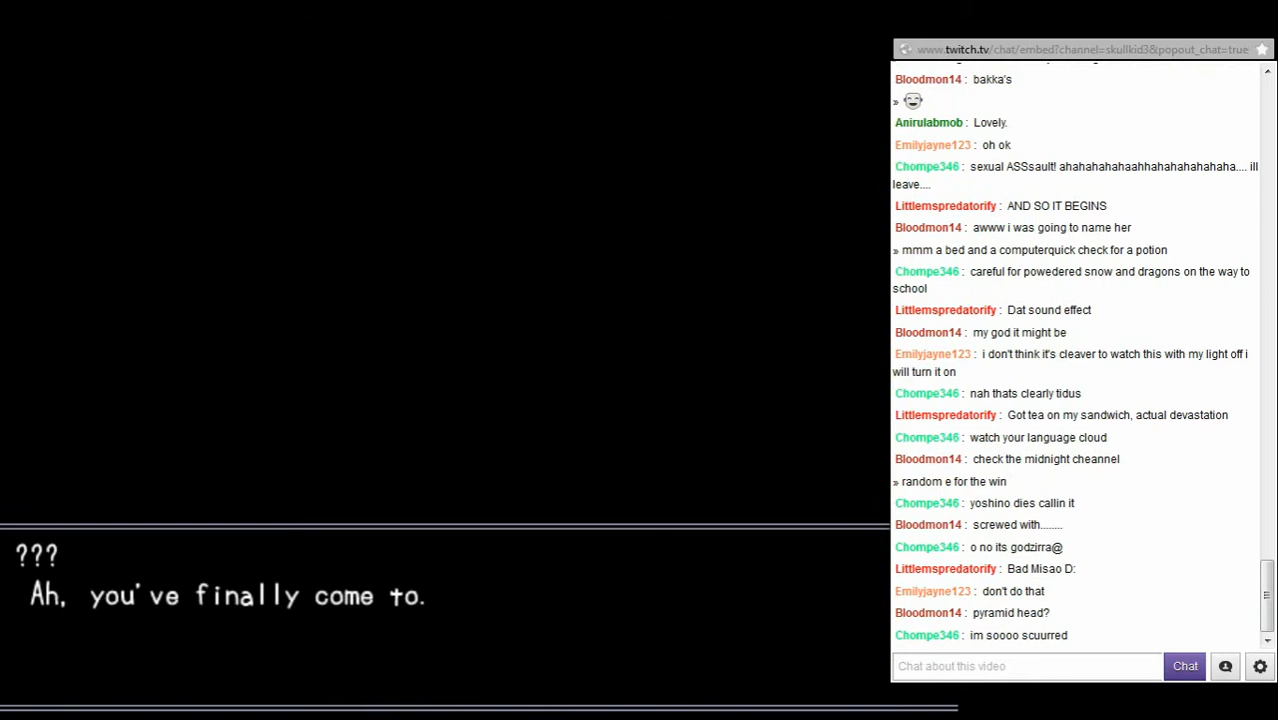 ???
Ah, you've finally come to.
www.twitch.tv/chat/embed?channel=skullkid3&popout_chat=true
Bloodmon14 : bakka's
»
Anirulabmob : Lovely.
Emilyjayne123 : oh ok
Chompe346 : sexual ASSsault! ahahahahahaahhahahahahahaha.... ill
leave....
Littlemspredatorify : AND SO IT BEGINS
Bloodmon14 : awww i was going to name her
» mmm a bed and a computerquick check for a potion
Chompe346 : careful for powedered snow and dragons on the way to
school
Littlemspredatorify : Dat sound effect
Bloodmon14 : my god it might be
Emilyjayne123 : i don't think it's cleaver to watch this with my light off i
will turn it on
Chompe346 : nah thats clearly tidus
Littlemspredatorify : Got tea on my sandwich, actual devastation
Chompe346 : watch your language cloud
Bloodmon14 : check the midnight cheannel
» random e for the win
Chompe346 : yoshino dies callin it
Bloodmon14 : screwed with........
Chompe346 : o no its godzirra@
Littlemspredatorify : Bad Misao D:
Emilyjayne123 : don't do that
Bloodmon14 : pyramid head?
Chompe346 : im soooo scuurred
Chat about this video
Chat